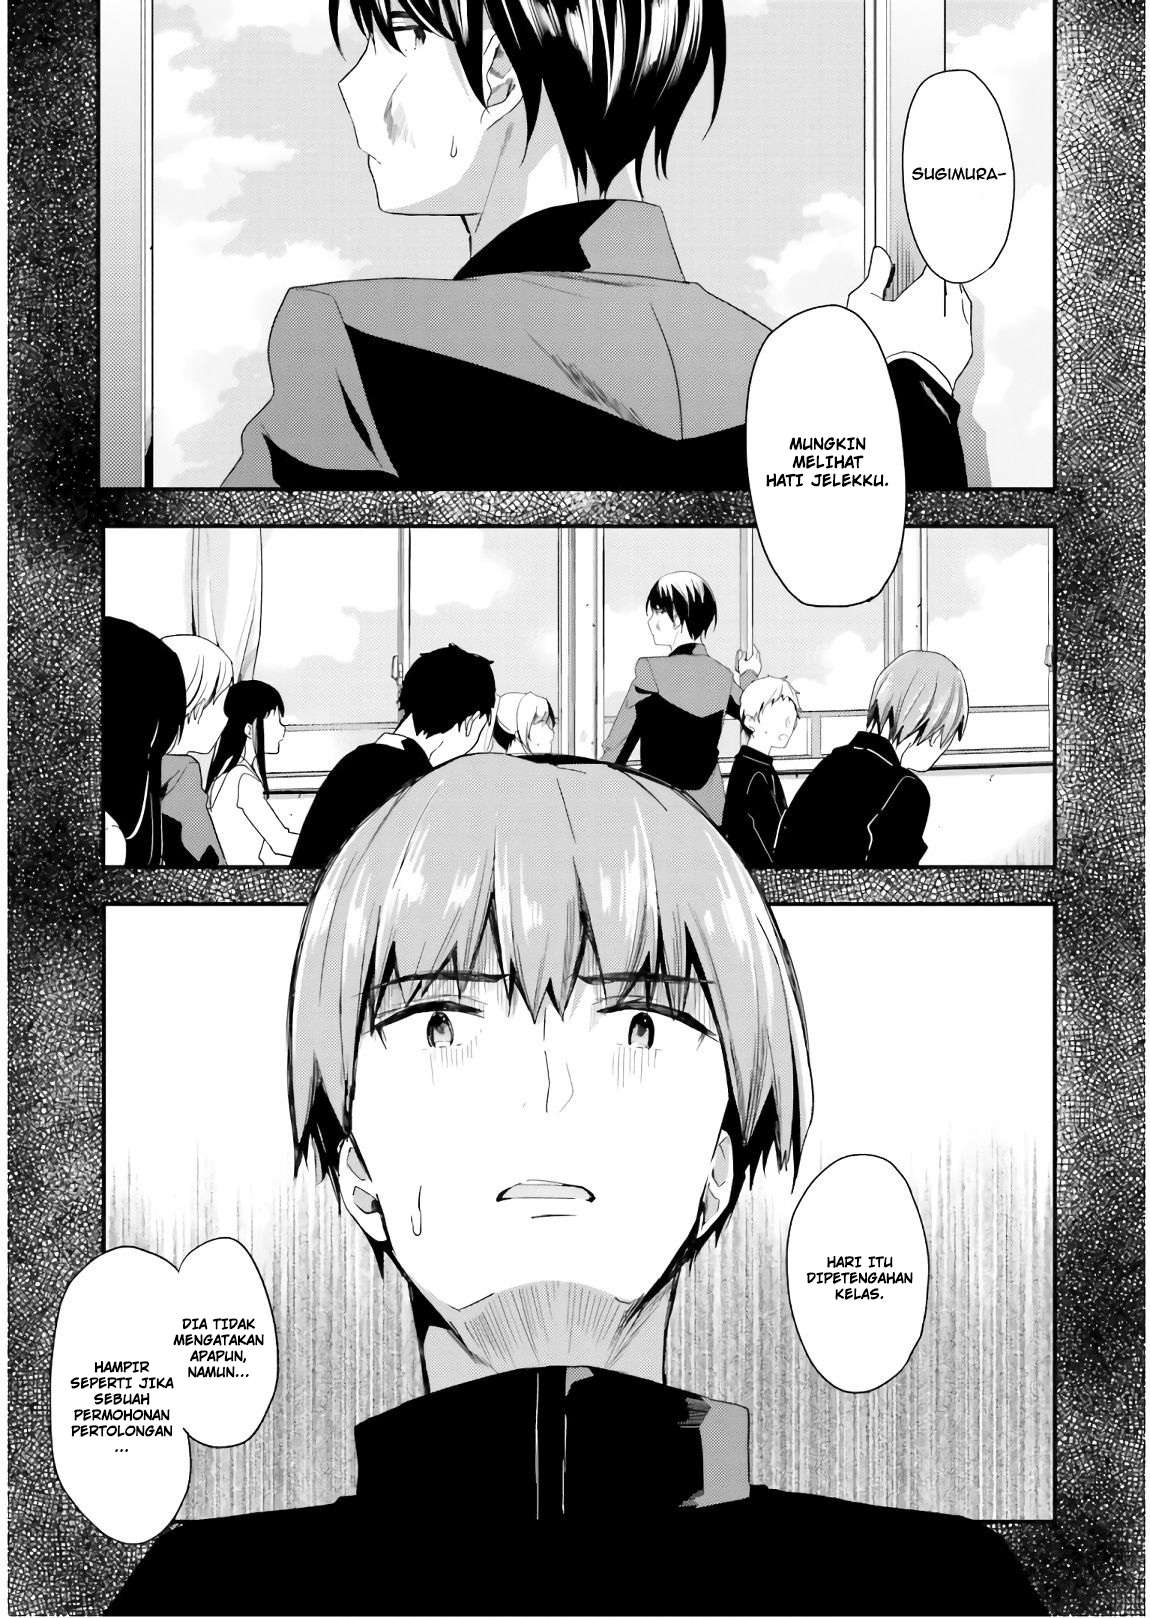 SUGIMURA-
MUNGKIN
MELIHAT
HATI JELEKKU.
HARI ITU
DIPETENGAHAN
KELAS.
DIA TIDAK
MENGATAKAN
APAPUN,
NAMUN...
HAMPIR
SEPERTI JIKA
SEBUAH
PERMOHONAN
PERTOLONGAN
...